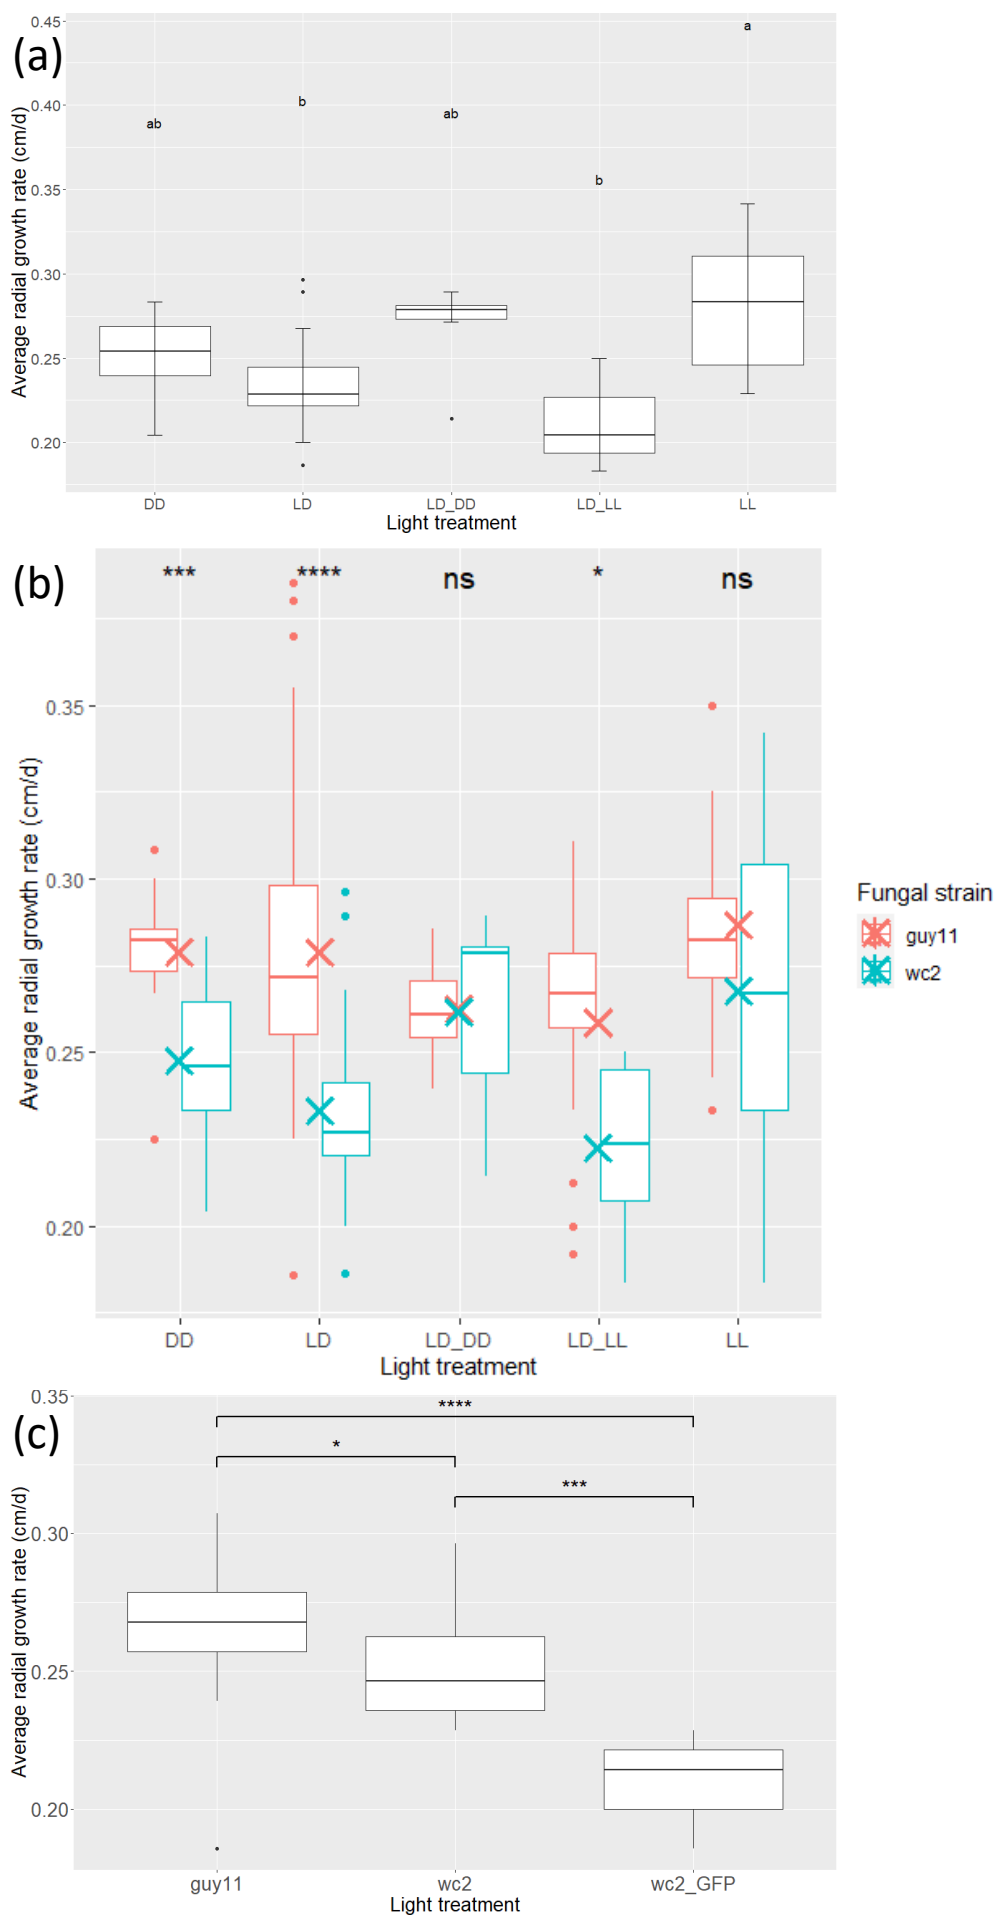 (a)
Average radial growth rate (cm/d)
0.45
0.40
0.35
0.30
0.25
0.20
ab
b
ab
b
a
DD
LD
LD_DD
LD_LL
LL
Light treatment
(b)
Average radial growth rate (cm/d)
*** **** ns * ns
0.35
0.30
0.25
0.20
DD
LD
LD_DD
LD_LL
LL
Light treatment
Fungal strain
guy11
wc2
(c)
Average radial growth rate (cm/d)
0.35
0.30
0.25
0.20
****
*
***
guy11
wc2
wc2_GFP
Light treatment